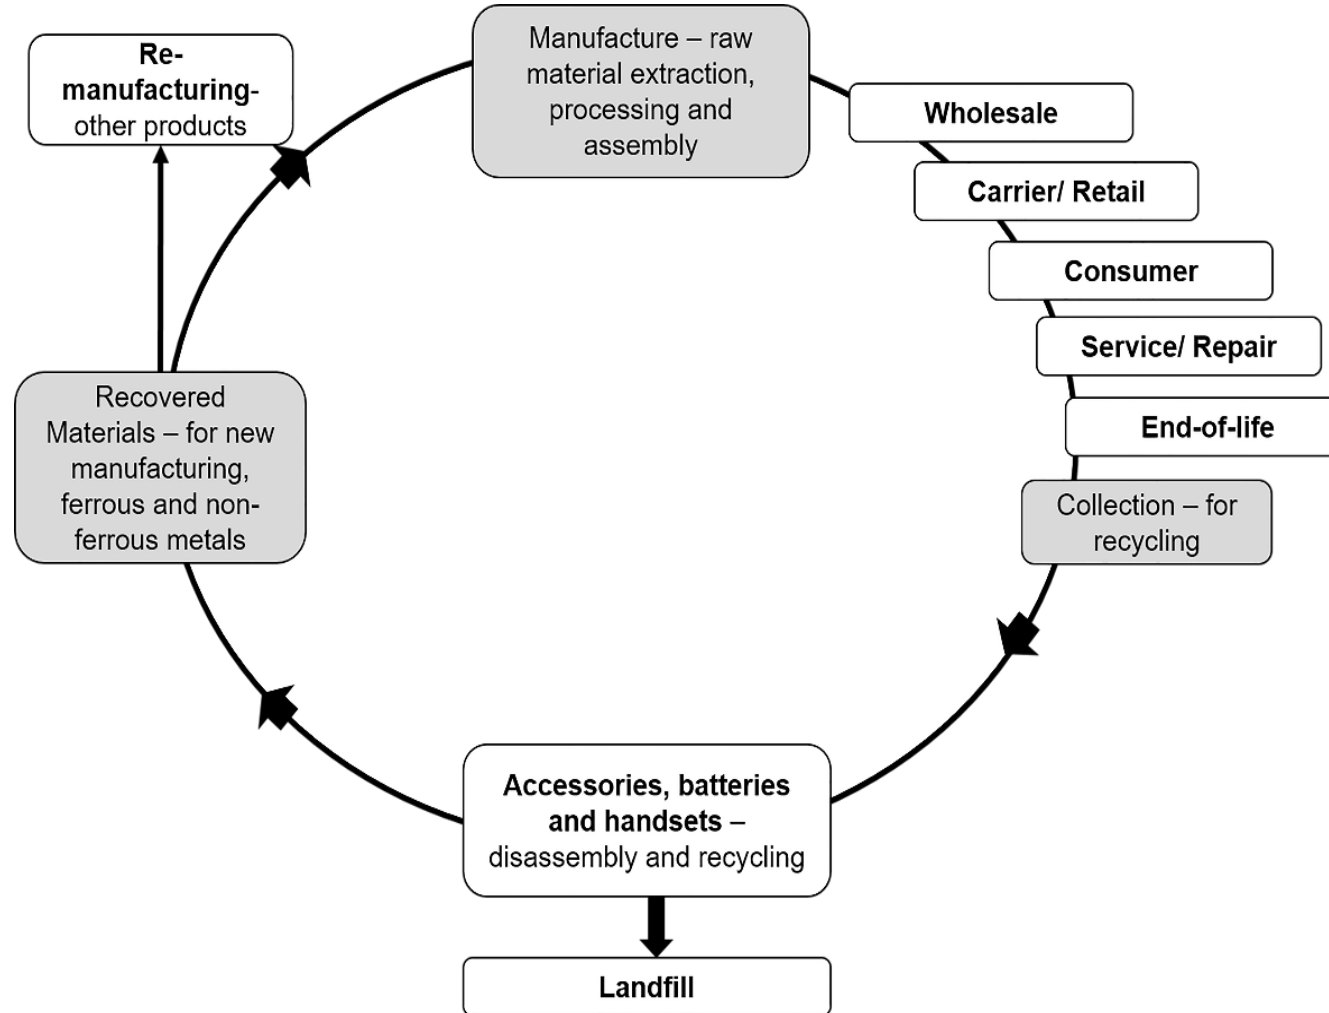 Manufacture – raw
material extraction,
processing and
assembly
Wholesale
Carrier/ Retail
Consumer
Service/ Repair
End-of-life
Collection – for
recycling
Accessories, batteries
and handsets –
disassembly and recycling
Landfill
Recovered
Materials – for new
manufacturing,
ferrous and non-
ferrous metals
Re-
manufacturing-
other products